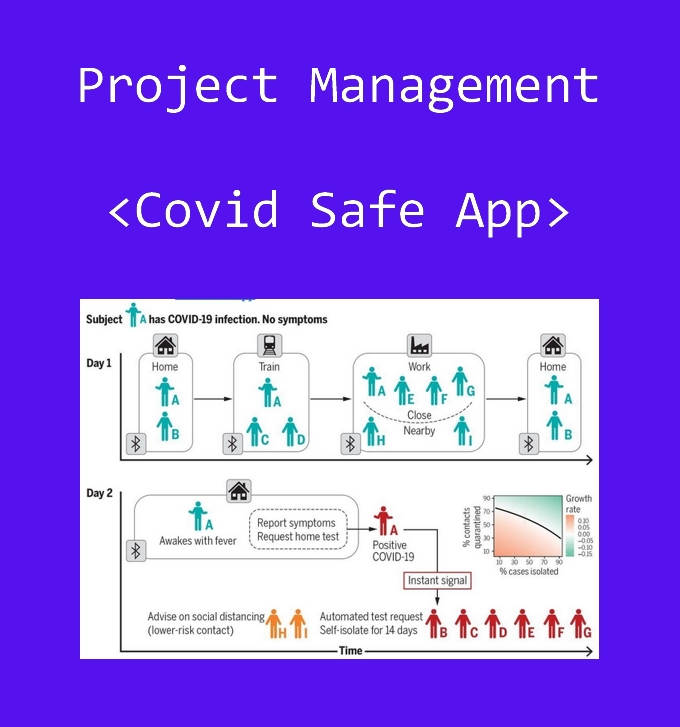 Project Management
<Covid Safe App>
Subject A has COVID-19 infection. No symptoms
Day 1
Home
A
B
Train
A
C D
Work
A E F G
Close
Nearby
H I
Home
A
B
Day 2
A
Awakes with fever
Report symptoms
Request home test
A
Positive
COVID-19
Instant signal
% contacts
quarantined
90
70
50
30
10
10 30 50 70 90
% cases isolated
Growth
rate
0.10
0.05
0.00
−0.05
−0.10
−0.15
Advise on social distancing
(lower-risk contact)
H I
Automated test request
Self-isolate for 14 days
B C D E F G
Time